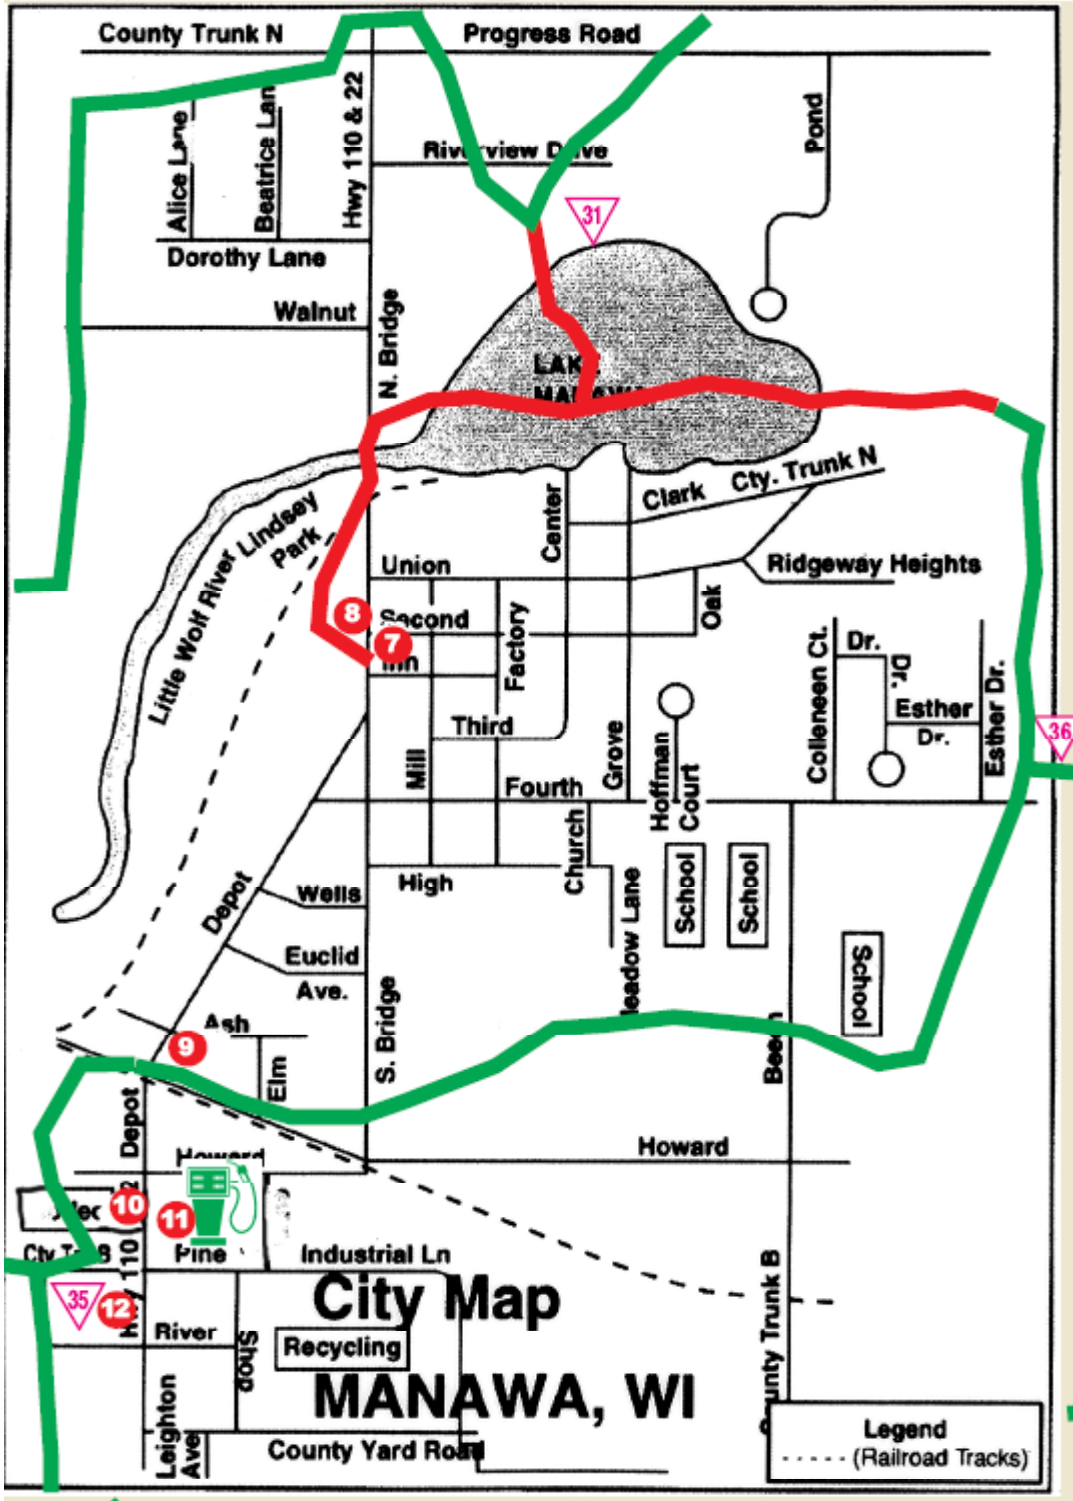 County Trunk N
Progress Road
Alice Lane
Beatrice Lan
Hwy 110 & 22
Pond
Dorothy Lane
31
Walnut
N. Bridge
Clark
Cty. Trunk N
Center
Little Wolf River
Lindsey
Park
Union
Ridgeway Heights
8
Second
7
Oak
Factory
Colleneen Ct.
Dr.
Dr.
Esther
Dr.
Esther Dr.
36
Third
Mill
Grove
Hoffman
Court
Fourth
Church
High
School
School
School
Depot
Wells
Euclid
Ave.
S. Bridge
Ash
9
Elm
Depot
Howard
10
11
Pine
Industrial Ln
110
35
12
River
Shop
Recycling
City Map
MANAWA, WI
Leighton
Ave
County Yard Road
Legend
(Railroad Tracks)